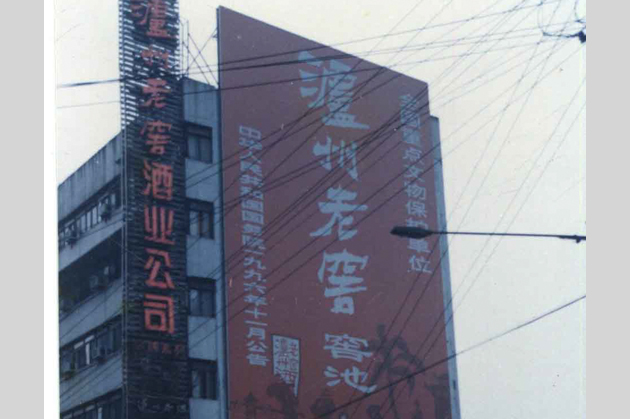 泸州老窖酒业公司
全国重点文物保护单位
泸州老窖
窖池
中华人民共和国国务院一九九六年十一月公告